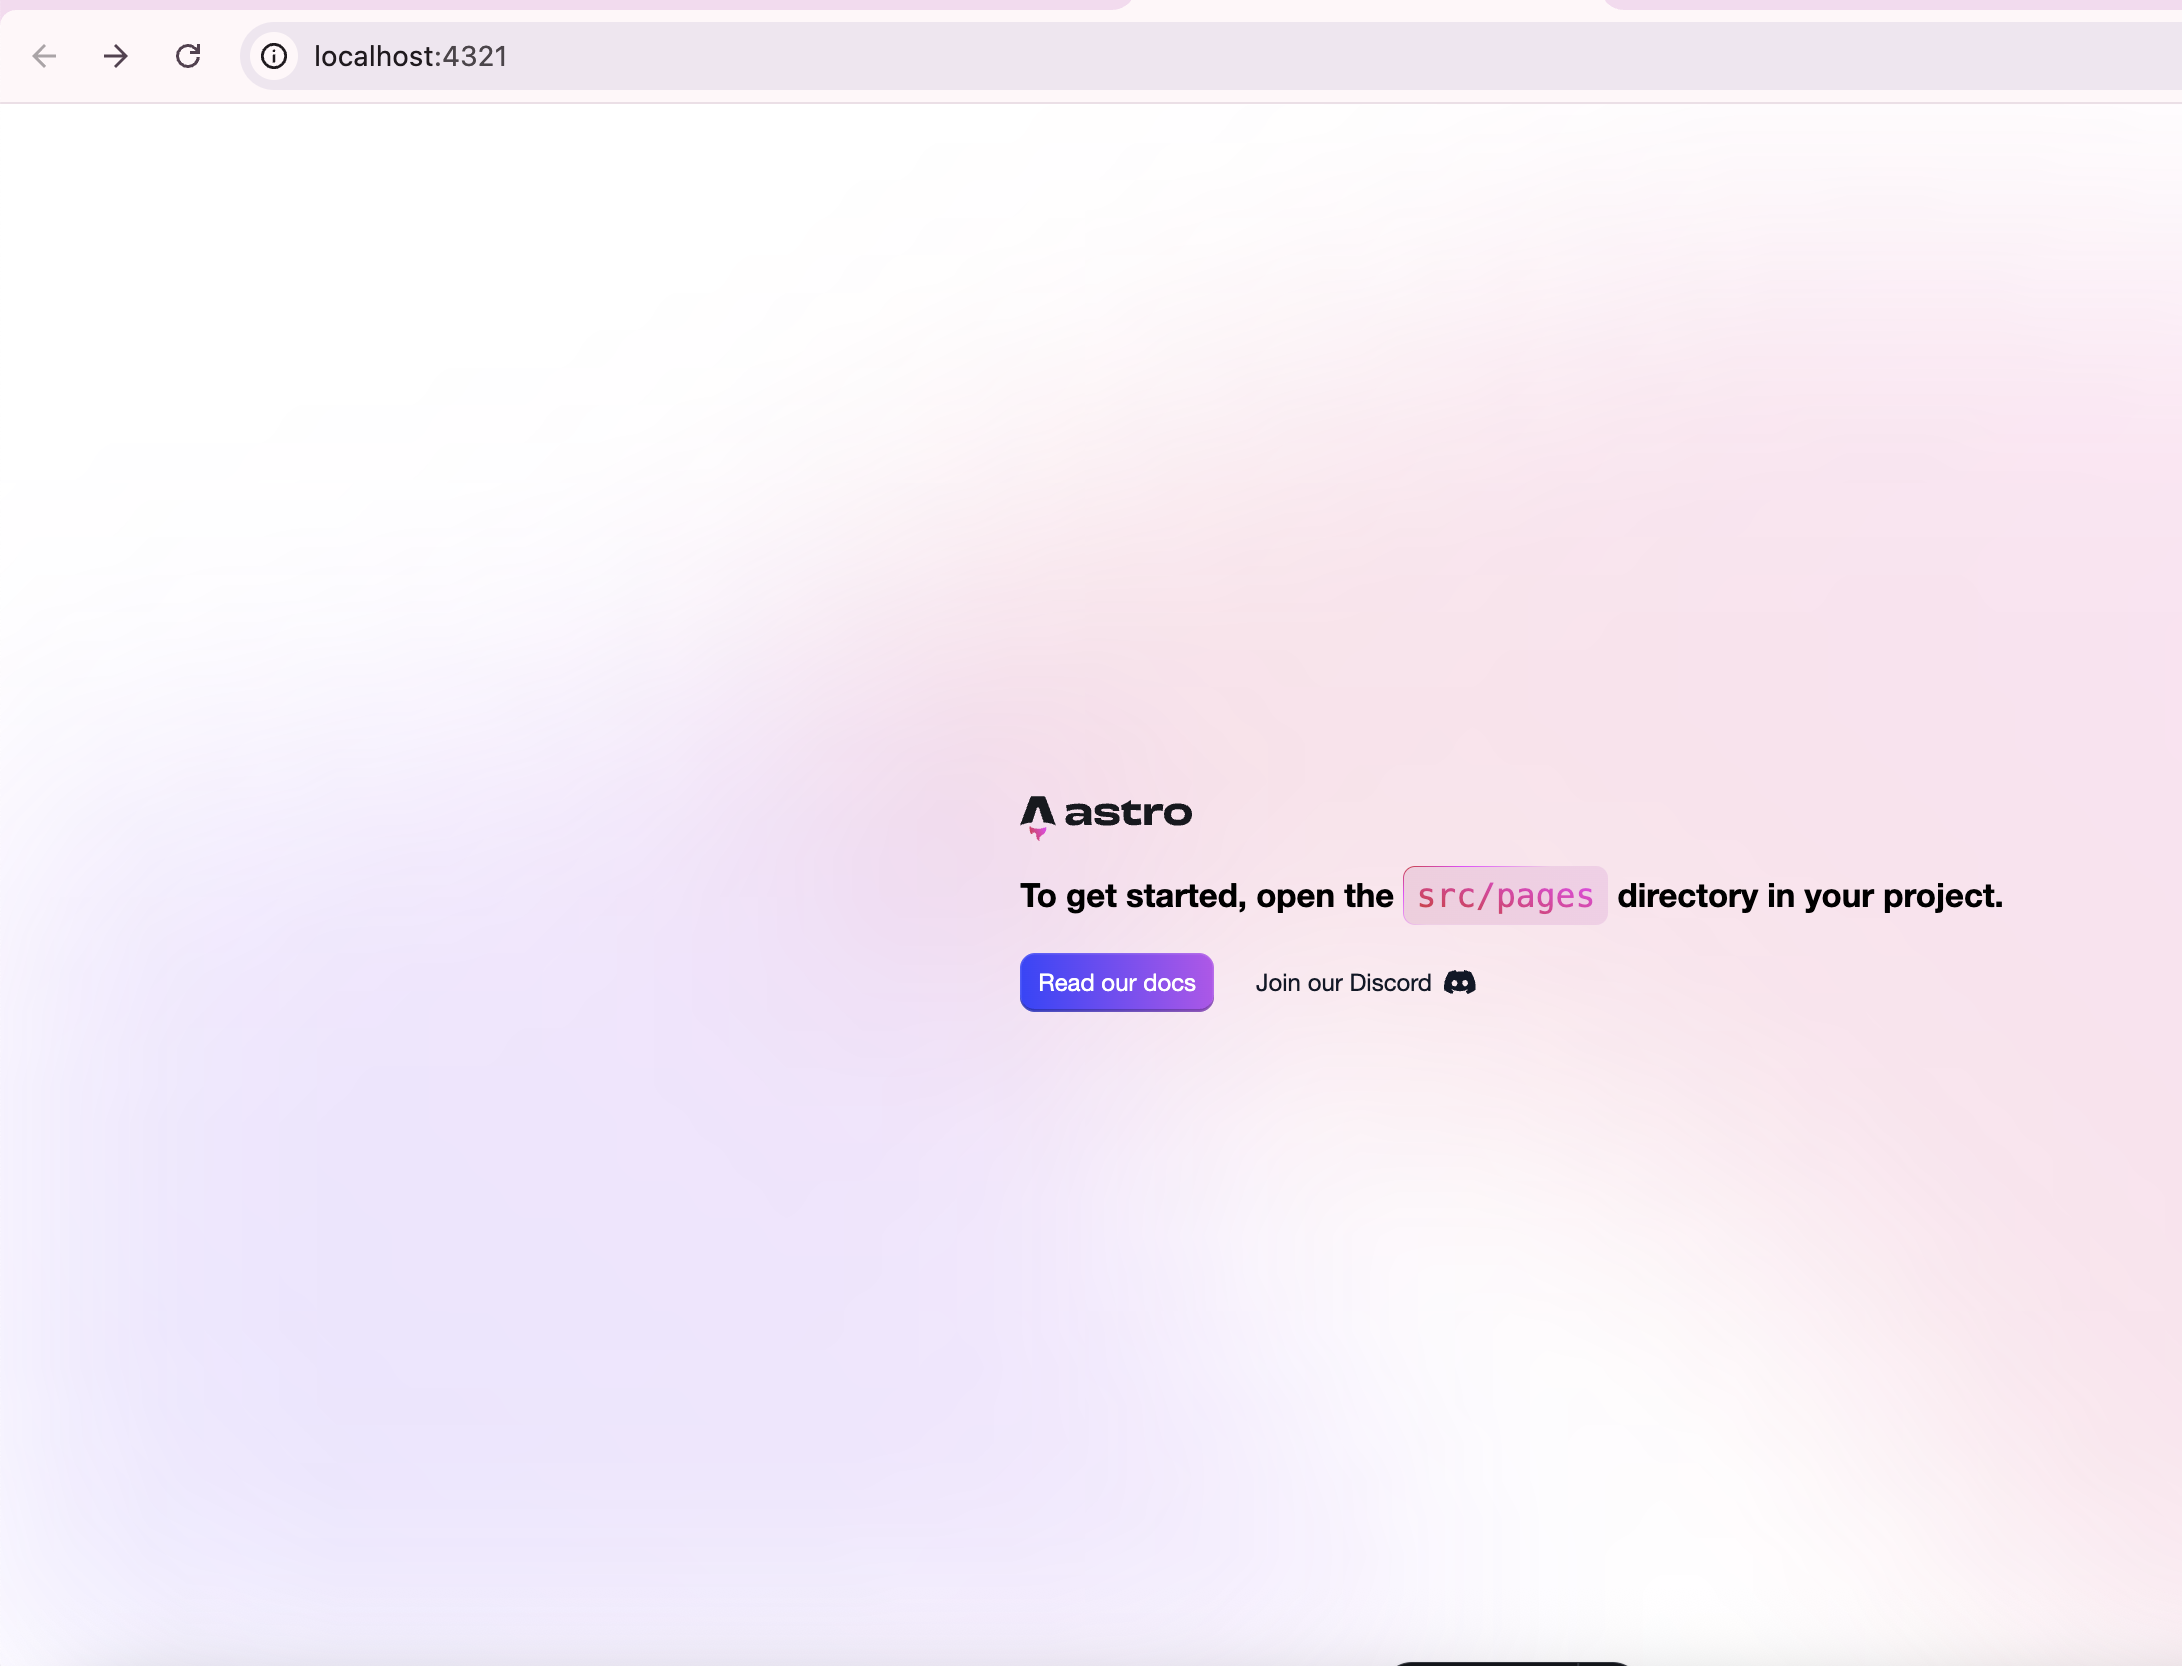 localhost:4321
astro
To get started, open the src/pages directory in your project.
Read our docs Join our Discord